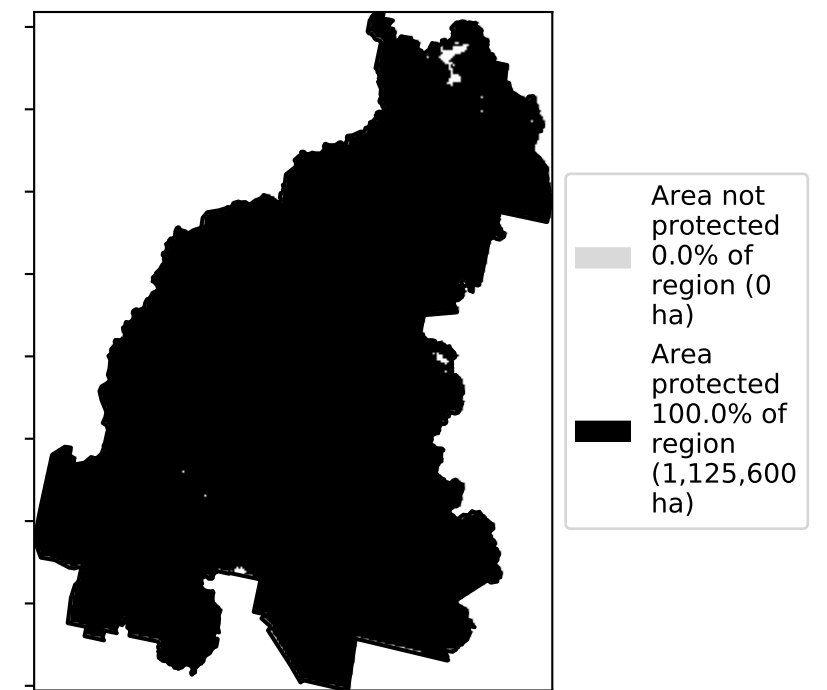 Area not
protected
0.0% of
region (0
ha)
Area
protected
100.0% of
region
(1,125,600
ha)